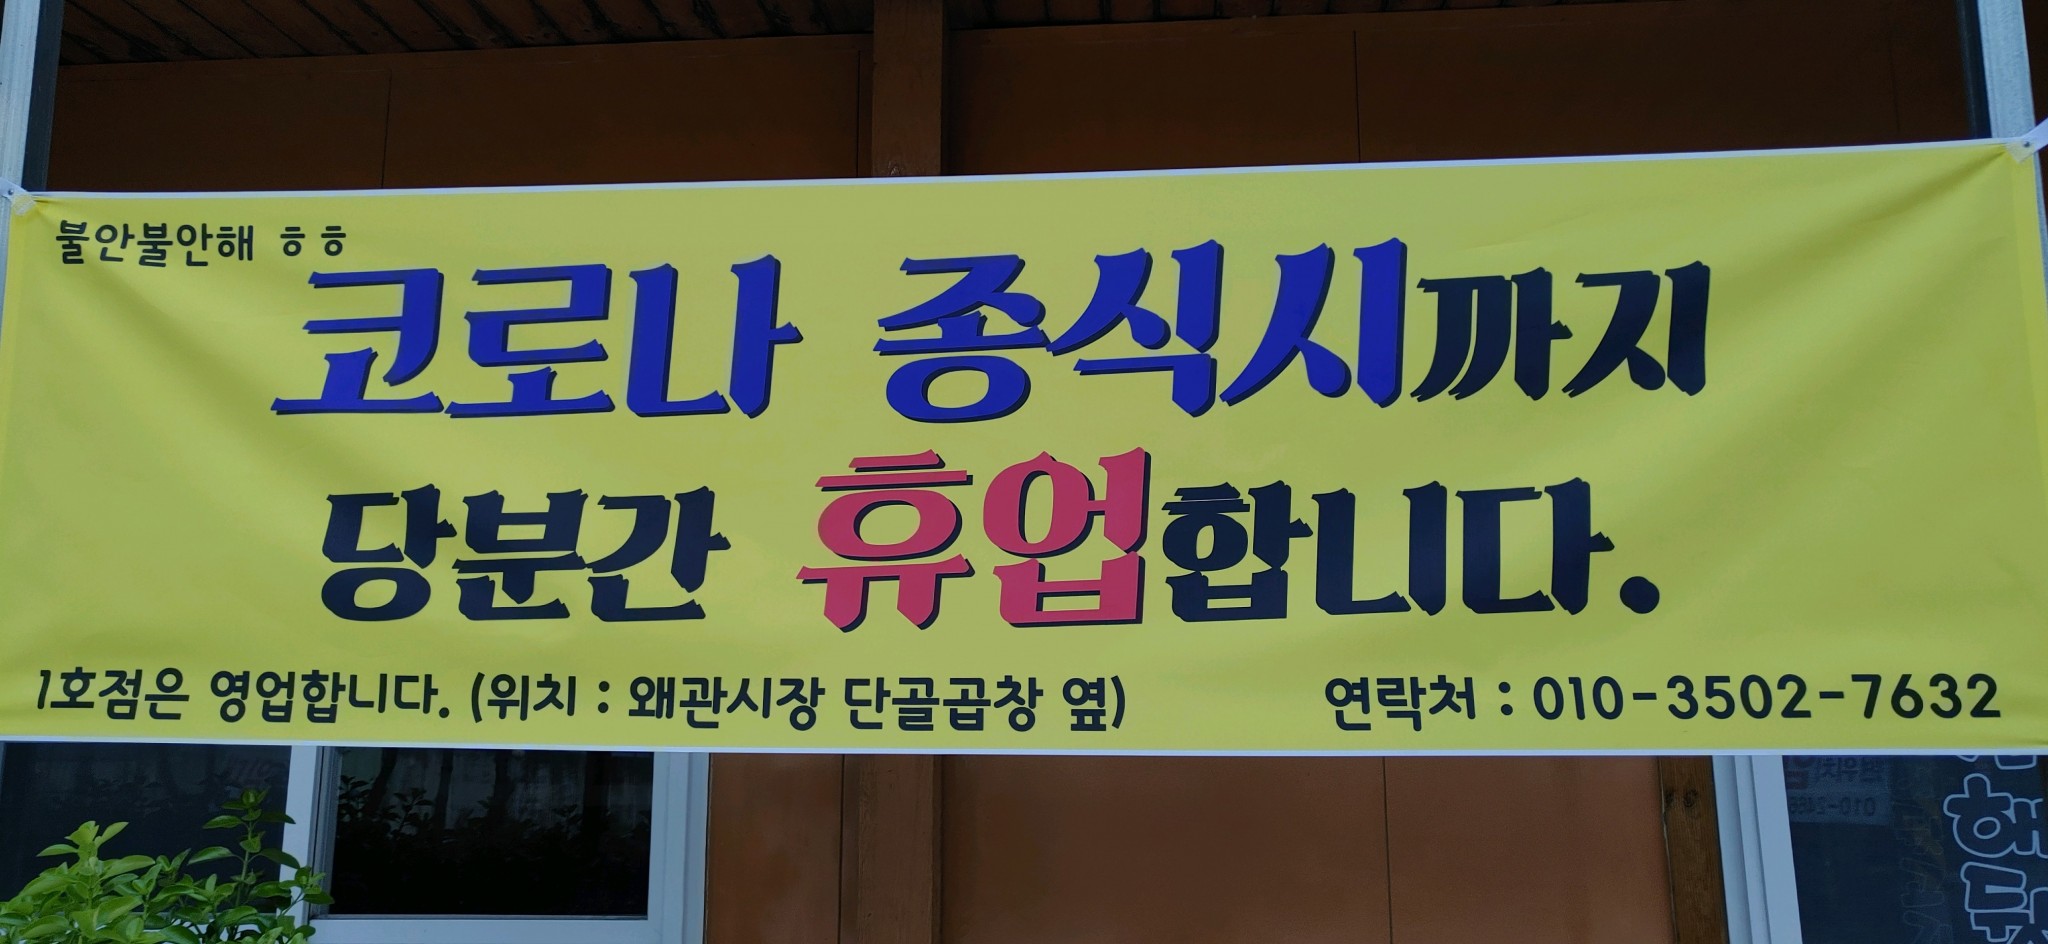 불안불안해 ㅎㅎ
코로나 종식시까지
당분간 휴업합니다.
1호점은 영업합니다. (위치 : 왜관시장 단골곱창 옆)
연락처 : 010-3502-7632